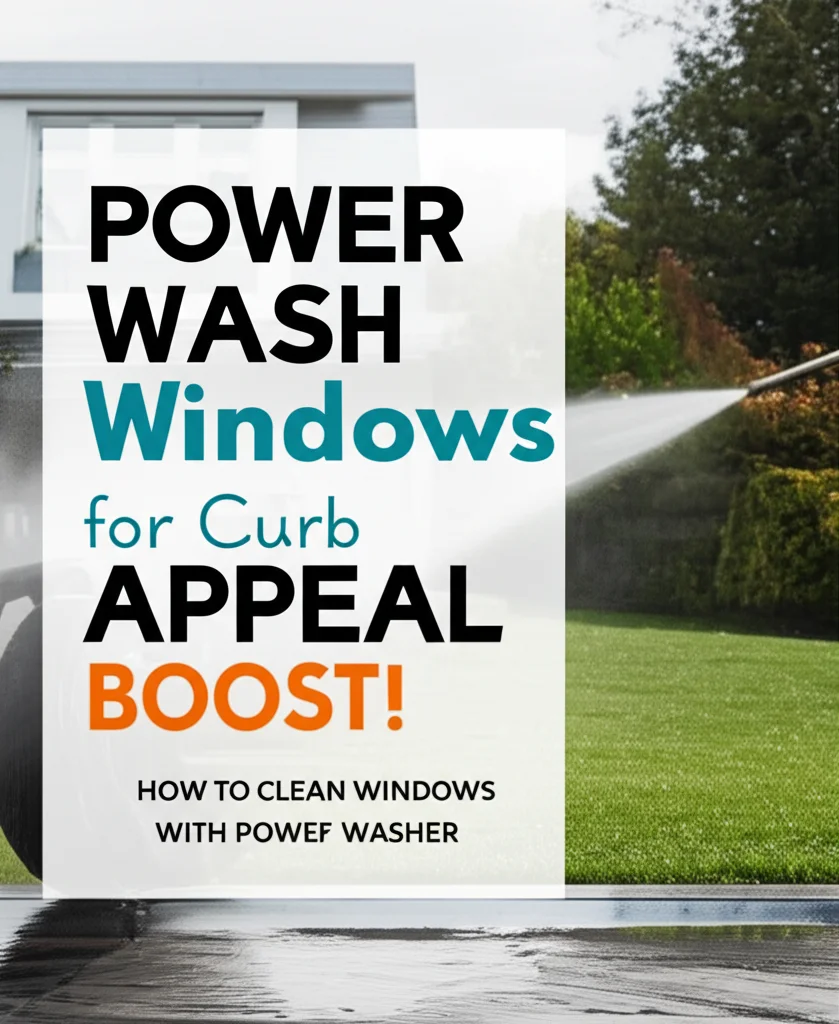 POWER
WASH
Windows
for Curb
APPEAL
BOOST!
HOW TO CLEAN WINDOWS
WITH POWEF WASHER